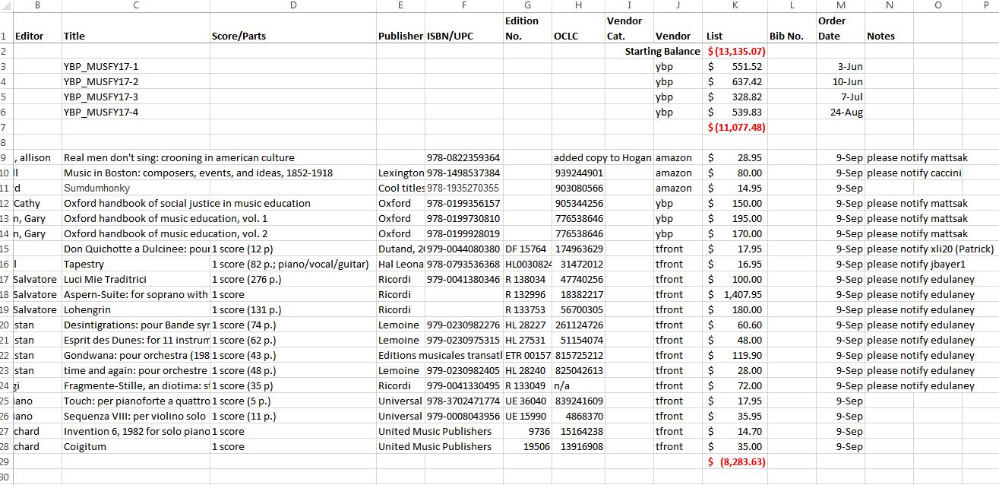 B C D E F G H I J K L M N O P
1 Editor Title Score/Parts Publisher ISBN/UPC Edition No. OCLC Vendor Cat. Vendor List Bib No. Order Date Notes
2 Starting Balance $ (13,135.07)
3 YBP_MUSFY17-1 ybp $ 551.52 3-Jun
4 YBP_MUSFY17-2 ybp $ 637.42 10-Jun
5 YBP_MUSFY17-3 ybp $ 328.82 7-Jul
6 YBP_MUSFY17-4 ybp $ 539.83 24-Aug
7 $ (11,077.48)
8
9 , allison Real men don't sing: crooning in american culture 978-0822359364 added copy to Hogan amazon $ 28.95 9-Sep please notify mattsak
10 ll Music in Boston: composers, events, and ideas, 1852-1918 Lexington 978-1498537384 939244901 amazon $ 80.00 9-Sep please notify caccini
11 rd Sumdumhonky Cool titles 978-1935270355 903080566 amazon $ 14.95 9-Sep
12 Cathy Oxford handbook of social justice in music education Oxford 978-0199356157 905344256 ybp $ 150.00 9-Sep please notify mattsak
13 n, Gary Oxford handbook of music education, vol. 1 Oxford 978-0199730810 776538646 ybp $ 195.00 9-Sep please notify mattsak
14 n, Gary Oxford handbook of music education, vol. 2 Oxford 978-0199928019 776538646 ybp $ 170.00 9-Sep please notify mattsak
15 Don Quichotte a Dulcinee: pour 1 score (12 p) Dutand, 20 979-0044080380 DF 15764 174963629 tfront $ 17.95 9-Sep please notify xli20 (Patrick)
16 l Tapestry 1 score (82 p.; piano/vocal/guitar) Hal Leona 978-0793536368 HL0030824 31472012 tfront $ 16.95 9-Sep please notify jbayer1
17 Salvatore Luci Mie Traditrici 1 score (276 p.) Ricordi 979-0041380346 R 138034 47740256 tfront $ 100.00 9-Sep please notify edulaney
18 Salvatore Aspern-Suite: for soprano with 1 score Ricordi R 132996 18382217 tfront $ 1,407.95 9-Sep please notify edulaney
19 Salvatore Lohengrin 1 score (131 p.) Ricordi R 133753 56700305 tfront $ 180.00 9-Sep please notify edulaney
20 stan Desintigrations: pour Bande syn 1 score (74 p.) Lemoine 979-0230982276 HL 28227 261124726 tfront $ 60.60 9-Sep please notify edulaney
21 stan Esprit des Dunes: for 11 instrum 1 score (62 p.) Lemoine 979-0230975315 HL 27531 51154074 tfront $ 48.00 9-Sep please notify edulaney
22 stan Gondwana: pour orchestra (198 1 score (43 p.) Editions musicales transatl ETR 00157 815725212 tfront $ 119.90 9-Sep please notify edulaney
23 stan time and again: pour orchestre 1 score (48 p.) Lemoine 979-0230982405 HL 28240 825042613 tfront $ 28.00 9-Sep please notify edulaney
24 gi Fragmente-Stille, an diotima: st 1 score (35 p) Ricordi 979-0041330495 R 133049 n/a tfront $ 72.00 9-Sep please notify edulaney
25 iano Touch: per pianoforte a quattro 1 score (5 p.) Universal 978-3702471774 UE 36040 839241609 tfront $ 17.95 9-Sep
26 iano Sequenza VIII: per violino solo 1 score (11 p.) Universal 979-0008043956 UE 15990 4868370 tfront $ 35.95 9-Sep
27 chard Invention 6, 1982 for solo piano 1 score United Music Publishers 9736 15164238 tfront $ 14.70 9-Sep
28 chard Coigitum 1 score United Music Publishers 19506 13916908 tfront $ 35.00 9-Sep
29 $ (8,283.63)
30